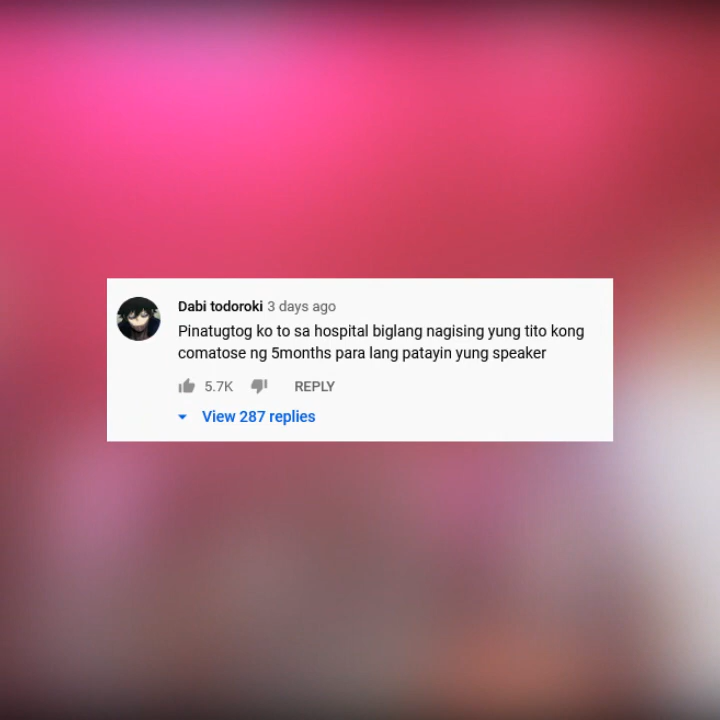 Dabi todoroki 3 days ago
Pinatugtog ko to sa hospital biglang nagising yung tito kong
comatose ng 5months para lang patayin yung speaker
5.7K REPLY
View 287 replies